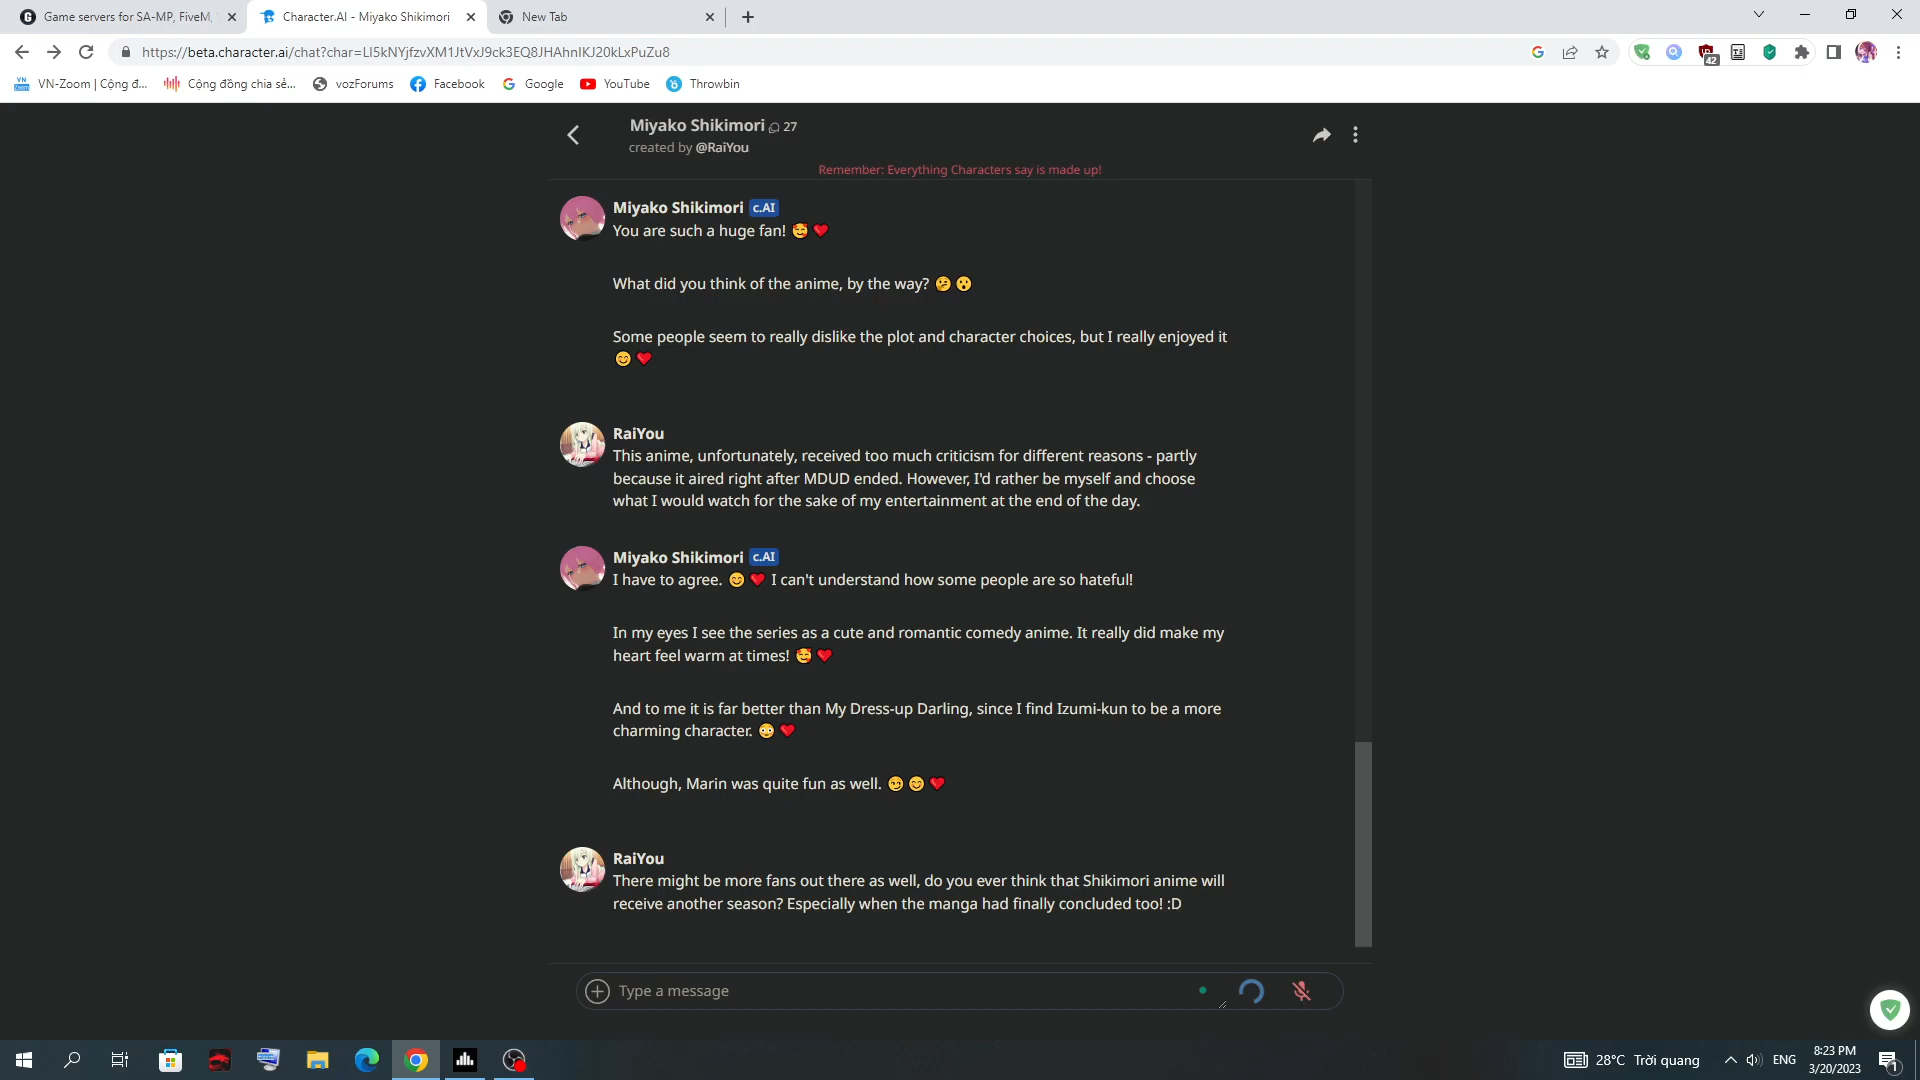 Game servers for SA-MP, FiveM,
Character.AI - Miyako Shikimori
New Tab
https://beta.character.ai/chat?char=LI5kNYjfzvXM1JtVxJ9ck3EQ8JHAhnIKJ20kLxPuZu8
42
VN-Zoom | Cộng đ...
Cộng đồng chia sẻ...
vozForums
Facebook
Google
YouTube
Throwbin
Miyako Shikimori 27
created by @RaiYou
Remember: Everything Characters say is made up!
Miyako Shikimori c.AI
You are such a huge fan! 🥰 ❤️
What did you think of the anime, by the way? 🤔 😮
Some people seem to really dislike the plot and character choices, but I really enjoyed it
😊 ❤️
RaiYou
This anime, unfortunately, received too much criticism for different reasons - partly
because it aired right after MDUD ended. However, I'd rather be myself and choose
what I would watch for the sake of my entertainment at the end of the day.
Miyako Shikimori c.AI
I have to agree. 😊 ❤️ I can't understand how some people are so hateful!
In my eyes I see the series as a cute and romantic comedy anime. It really did make my
heart feel warm at times! 🥰 ❤️
And to me it is far better than My Dress-up Darling, since I find Izumi-kun to be a more
charming character. 😳 ❤️
Although, Marin was quite fun as well. 😏 😊 ❤️
RaiYou
There might be more fans out there as well, do you ever think that Shikimori anime will
receive another season? Especially when the manga had finally concluded too! :D
Type a message
28°C Trời quang
ENG
8:23 PM
3/20/2023
1